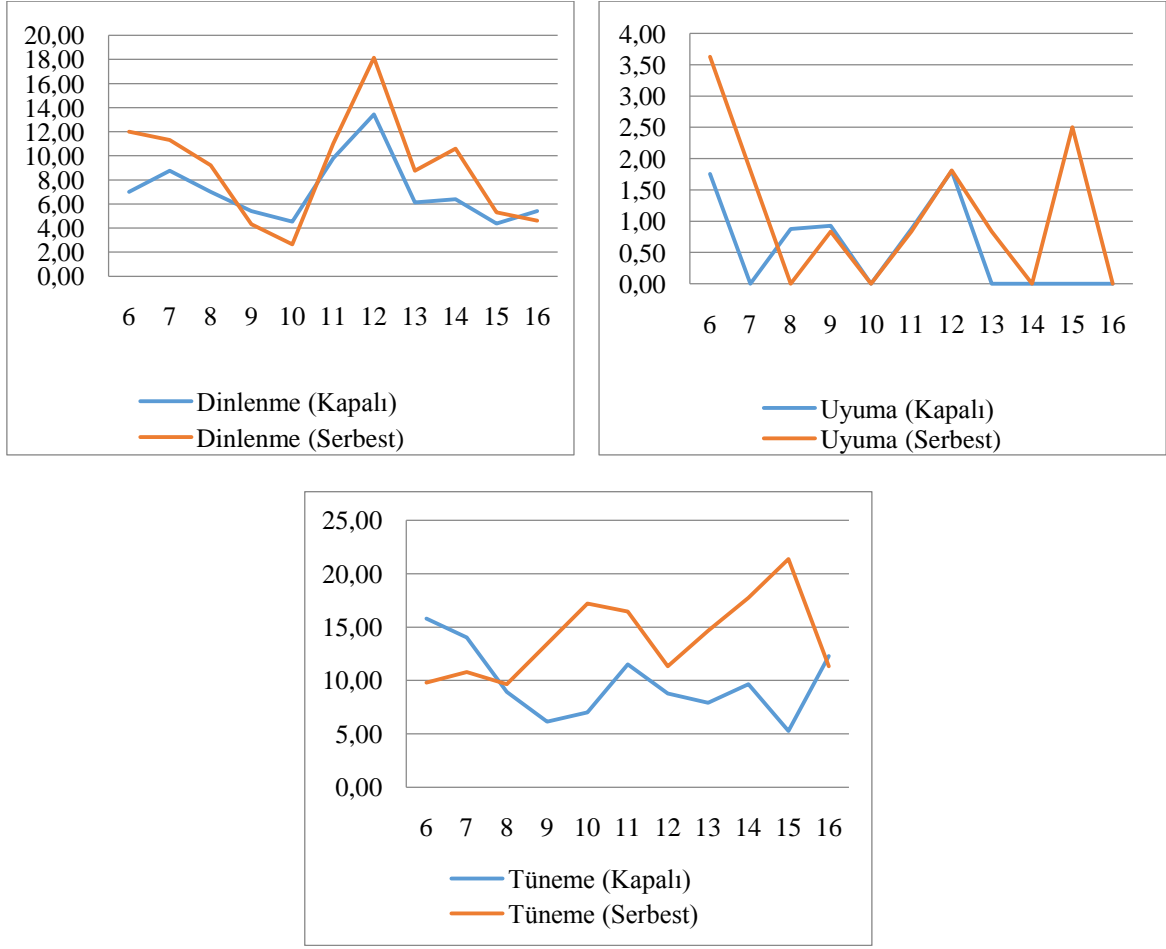 20,00
18,00
16,00
14,00
12,00
10,00
8,00
6,00
4,00
2,00
0,00
6 7 8 9 10 11 12 13 14 15 16
Dinlenme (Kapalı)
Dinlenme (Serbest)
4,00
3,50
3,00
2,50
2,00
1,50
1,00
0,50
0,00
6 7 8 9 10 11 12 13 14 15 16
Uyuma (Kapalı)
Uyuma (Serbest)
25,00
20,00
15,00
10,00
5,00
0,00
6 7 8 9 10 11 12 13 14 15 16
Tüneme (Kapalı)
Tüneme (Serbest)